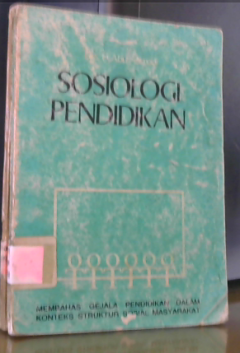 SOSIOLOGI
PENDIDIKAN
MEMBAHAS GEJALA PENDIDIKAN DALAM
KONTEKS STRUKTUR SOSIAL MASYARAKAT